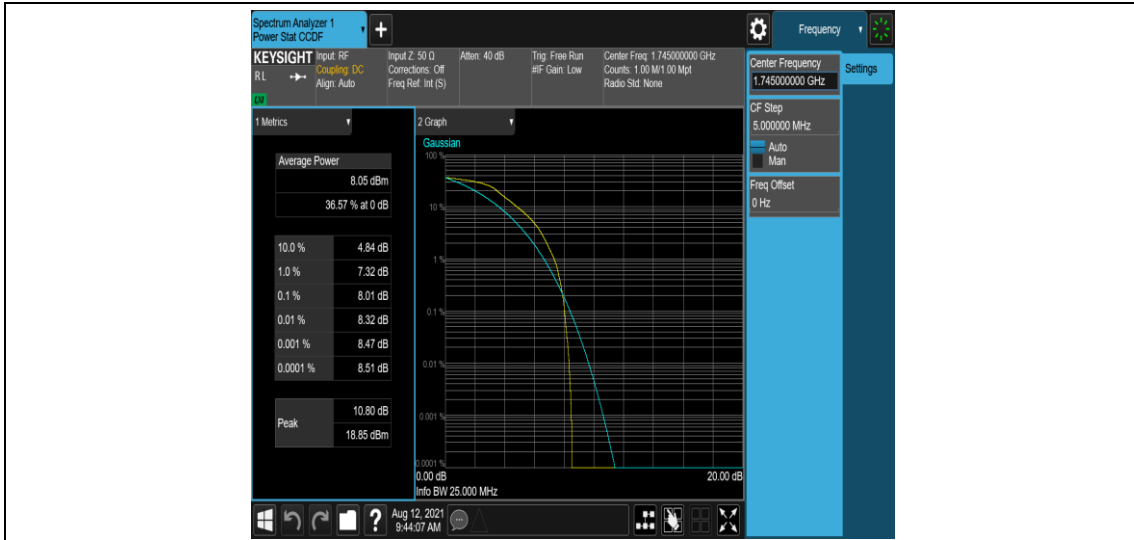 Spectrum Analyzer 1
Power Stat CCDF
+
Frequency
KEYSIGHT
RL
LXI
Input: RF
Coupling: DC
Align: Auto
Input Z: 50 Ω
Corrections: Off
Freq Ref: Int (S)
Atten: 40 dB
Trig: Free Run
#IF Gain: Low
Center Freq: 1.745000000 GHz
Counts: 1.00 M/1.00 Mpt
Radio Std: None
Center Frequency
1.745000000 GHz
Settings
CF Step
5.000000 MHz
Auto
Man
Freq Offset
0 Hz
1 Metrics
Average Power
8.05 dBm
36.57 % at 0 dB
10.0 % 4.84 dB
1.0 % 7.32 dB
0.1 % 8.01 dB
0.01 % 8.32 dB
0.001 % 8.47 dB
0.0001 % 8.51 dB
Peak
10.80 dB
18.85 dBm
2 Graph
Gaussian
100 %
10 %
1 %
0.1 %
0.01 %
0.001 %
0.0001 %
0.00 dB 20.00 dB
Info BW 25.000 MHz
?
Aug 12, 2021
9:44:07 AM